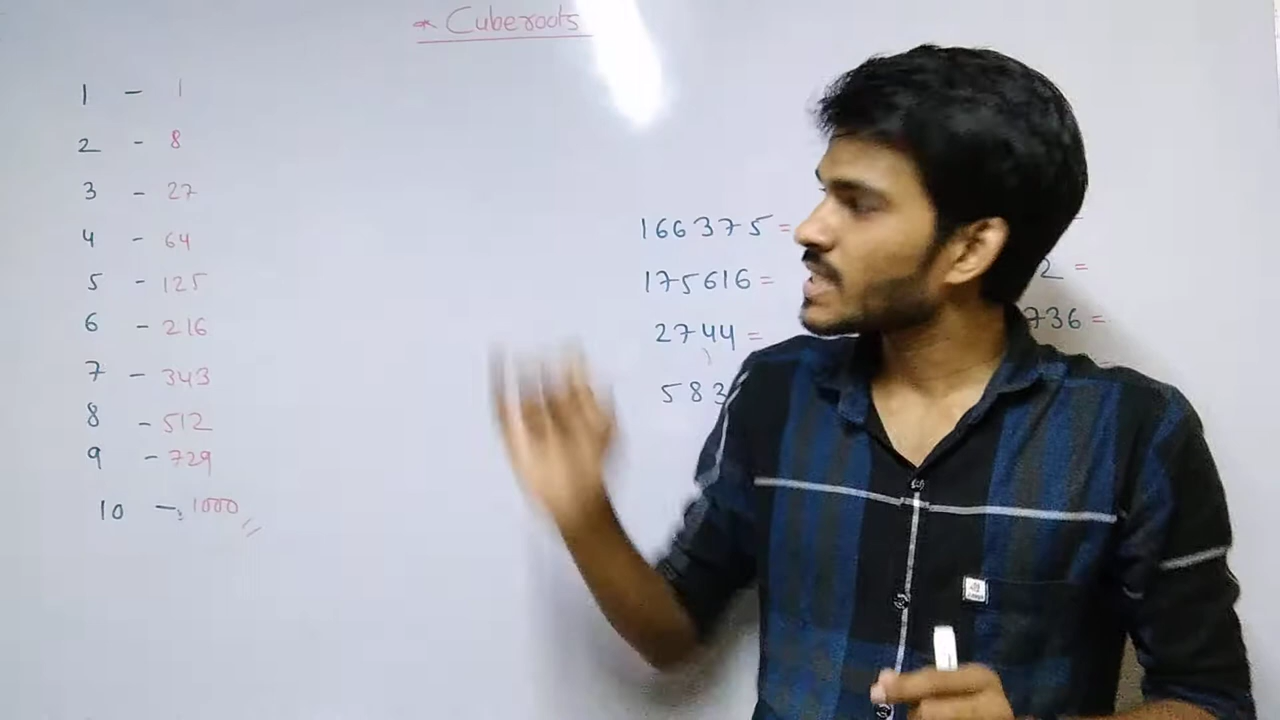 * Cuberoots
1 - 1
2 - 8
3 - 27
4 - 64
5 - 125
6 - 216
7 - 343
8 - 512
9 - 729
10 - 1000
166375 =
175616 =
2744 =
583
2 =
736 =